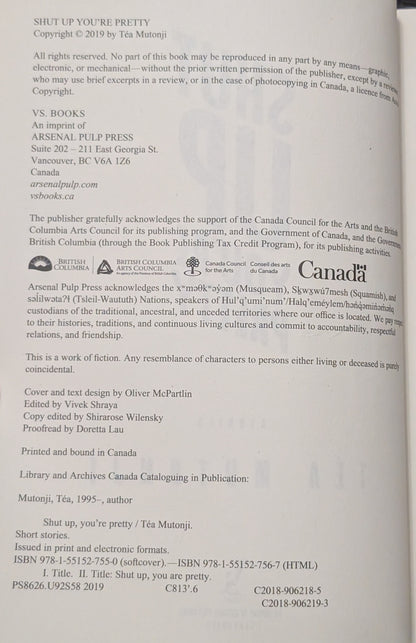 SHUT UP YOU'RE PRETTY
Copyright © 2019 by Téa Mutonji
All rights reserved. No part of this book may be reproduced in any part by any means—graphic,
electronic, or mechanical—without the prior written permission of the publisher, except by a reviewer
who may use brief excerpts in a review, or in the case of photocopying in Canada, a licence from
Copyright.
VS. BOOKS
An imprint of
ARSENAL PULP PRESS
Suite 202 – 211 East Georgia St.
Vancouver, BC V6A 1Z6
Canada
arsenalpulp.com
vsbooks.ca
The publisher gratefully acknowledges the support of the Canada Council for the Arts and the British
Columbia Arts Council for its publishing program, and the Government of Canada, and the Government
British Columbia (through the Book Publishing Tax Credit Program), for its publishing activities.
BRITISH COLUMBIA BRITISH COLUMBIA ARTS COUNCIL An agency of the Province of British Columbia Canada Council for the Arts Conseil des arts du Canada Canada
Arsenal Pulp Press acknowledges the xʷməθkʷəy̓əm (Musqueam), Sḵwx̱wú7mesh (Squamish), and
səl̓ilwətaʔɬ (Tsleil-Waututh) Nations, speakers of Hul'q'umi'num'/Halq'eméylem/hən̓q̓əmin̓əm̓
custodians of the traditional, ancestral, and unceded territories where our office is located. We pay respect
to their histories, traditions, and continuous living cultures and commit to accountability, respectful
relations, and friendship.
This is a work of fiction. Any resemblance of characters to persons either living or deceased is purely
coincidental.
Cover and text design by Oliver McPartlin
Edited by Vivek Shraya
Copy edited by Shirarose Wilensky
Proofread by Doretta Lau
Printed and bound in Canada
Library and Archives Canada Cataloguing in Publication:
Mutonji, Téa, 1995–, author
Shut up, you're pretty / Téa Mutonji.
Short stories.
Issued in print and electronic formats.
ISBN 978-1-55152-755-0 (softcover).—ISBN 978-1-55152-756-7 (HTML)
I. Title. II. Title: Shut up, you are pretty.
PS8626.U92S58 2019 C813'.6 C2018-906218-5
C2018-906219-3